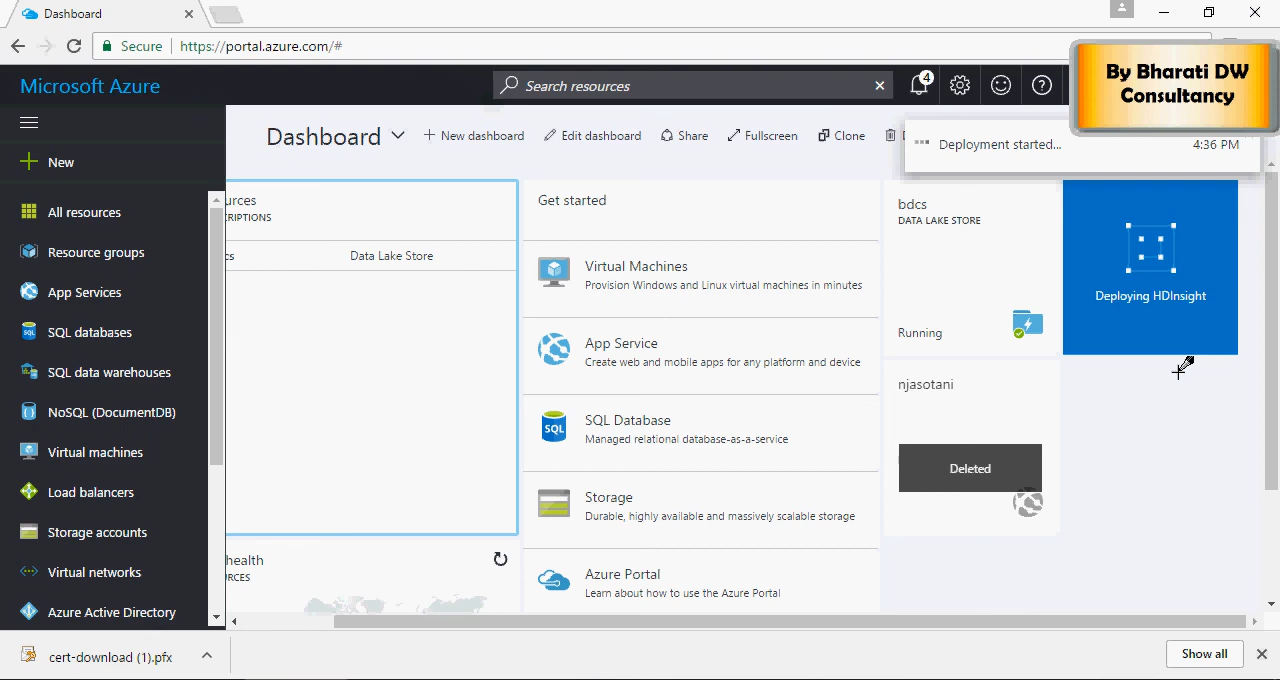 Dashboard
Secure
https://portal.azure.com/#
By Bharati DW
Consultancy
Microsoft Azure
Search resources
4
Dashboard
New dashboard
Edit dashboard
Share
Fullscreen
Clone
Deployment started...
4:36 PM
New
All resources
Resource groups
App Services
SQL databases
SQL data warehouses
NoSQL (DocumentDB)
Virtual machines
Load balancers
Storage accounts
Virtual networks
Azure Active Directory
urces
CRIPTIONS
cs
Data Lake Store
health
URCES
Get started
Virtual Machines
Provision Windows and Linux virtual machines in minutes
App Service
Create web and mobile apps for any platform and device
SQL
SQL Database
Managed relational database-as-a-service
Storage
Durable, highly available and massively scalable storage
Azure Portal
Learn about how to use the Azure Portal
bdcs
DATA LAKE STORE
Running
Deploying HDInsight
njasotani
Deleted
cert-download (1).pfx
Show all